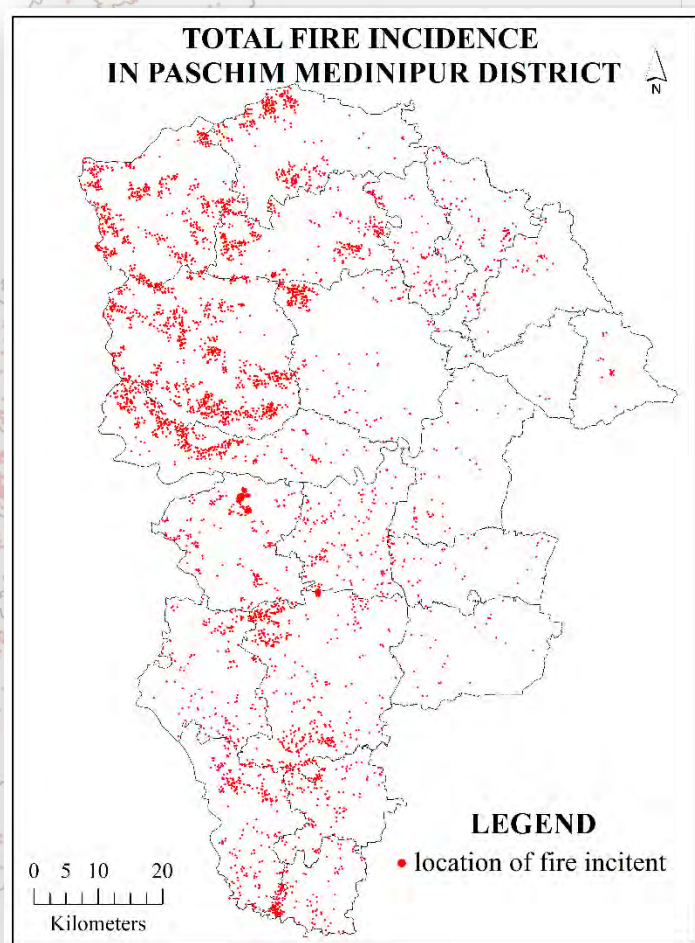 TOTAL FIRE INCIDENCE
IN PASCHIM MEDINIPUR DISTRICT
N
LEGEND
location of fire incitent
0 5 10 20
Kilometers